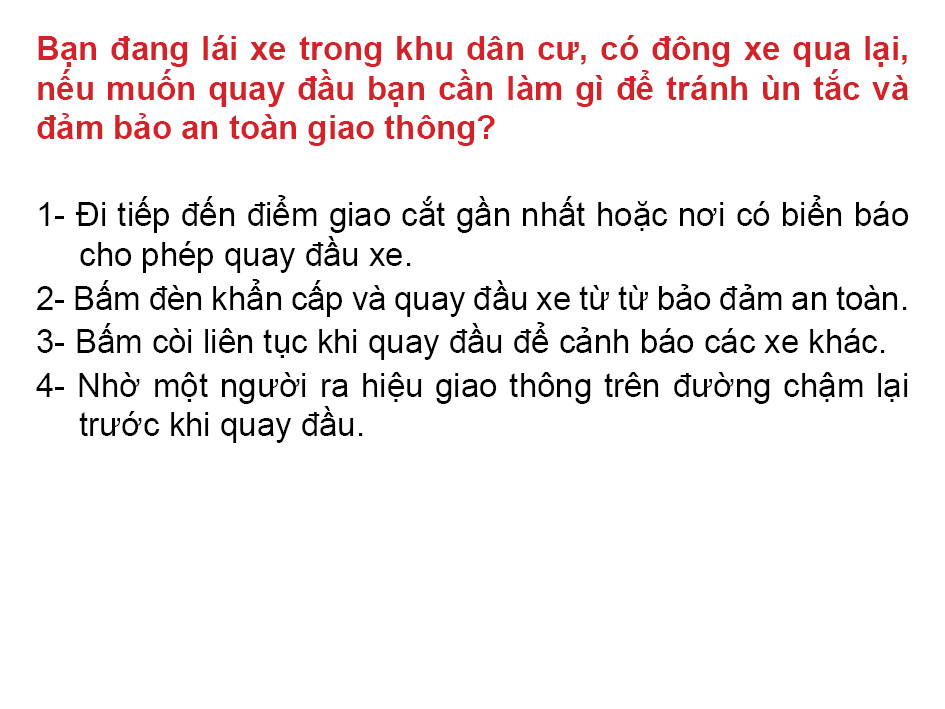 Bạn đang lái xe trong khu dân cư, có đông xe qua lại,
nếu muốn quay đầu bạn cần làm gì để tránh ùn tắc và
đảm bảo an toàn giao thông?
1- Đi tiếp đến điểm giao cắt gần nhất hoặc nơi có biển báo
cho phép quay đầu xe.
2- Bấm đèn khẩn cấp và quay đầu xe từ từ bảo đảm an toàn.
3- Bấm còi liên tục khi quay đầu để cảnh báo các xe khác.
4- Nhờ một người ra hiệu giao thông trên đường chậm lại
trước khi quay đầu.